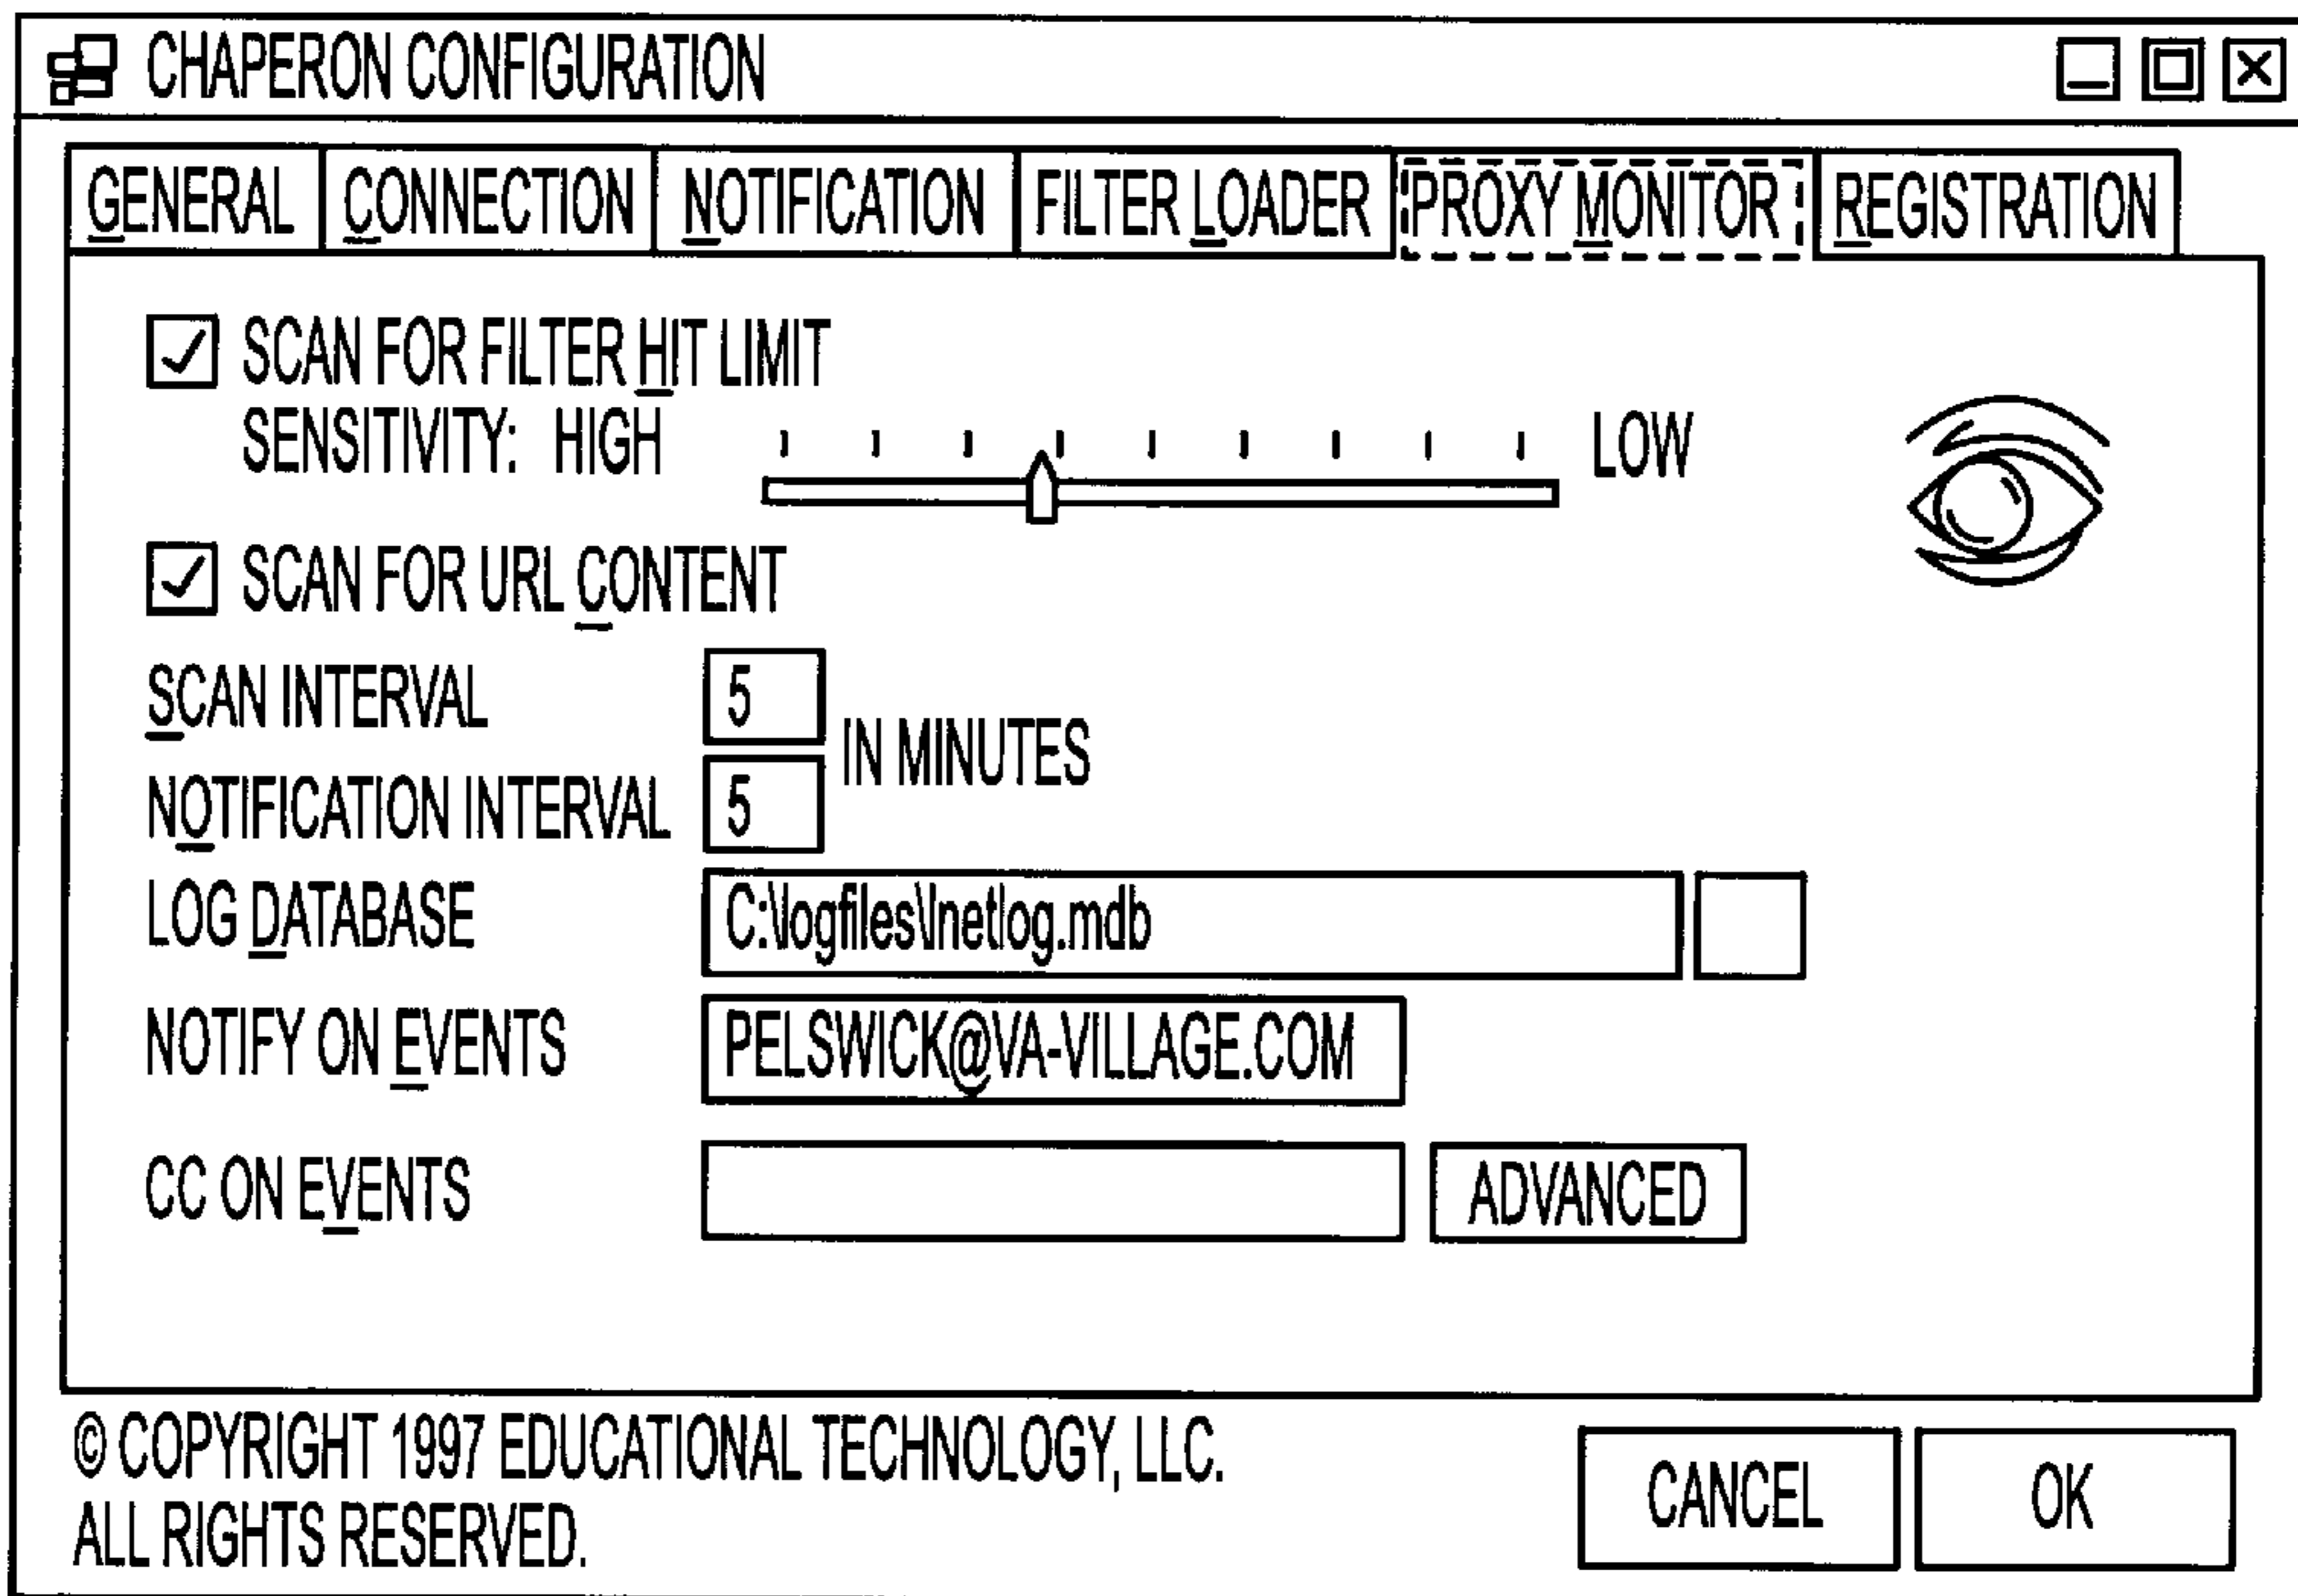 CHAPERON CONFIGURATION
GENERAL CONNECTION NOTIFICATION FILTER LOADER PROXY MONITOR REGISTRATION
SCAN FOR FILTER HIT LIMIT
SENSITIVITY: HIGH LOW
SCAN FOR URL CONTENT
SCAN INTERVAL 5
IN MINUTES
NOTIFICATION INTERVAL 5
LOG DATABASE C:\logfiles\Inetlog.mdb
NOTIFY ON EVENTS PELSWICK@VA-VILLAGE.COM
CC ON EVENTS ADVANCED
© COPYRIGHT 1997 EDUCATIONAL TECHNOLOGY, LLC.
ALL RIGHTS RESERVED.
CANCEL OK